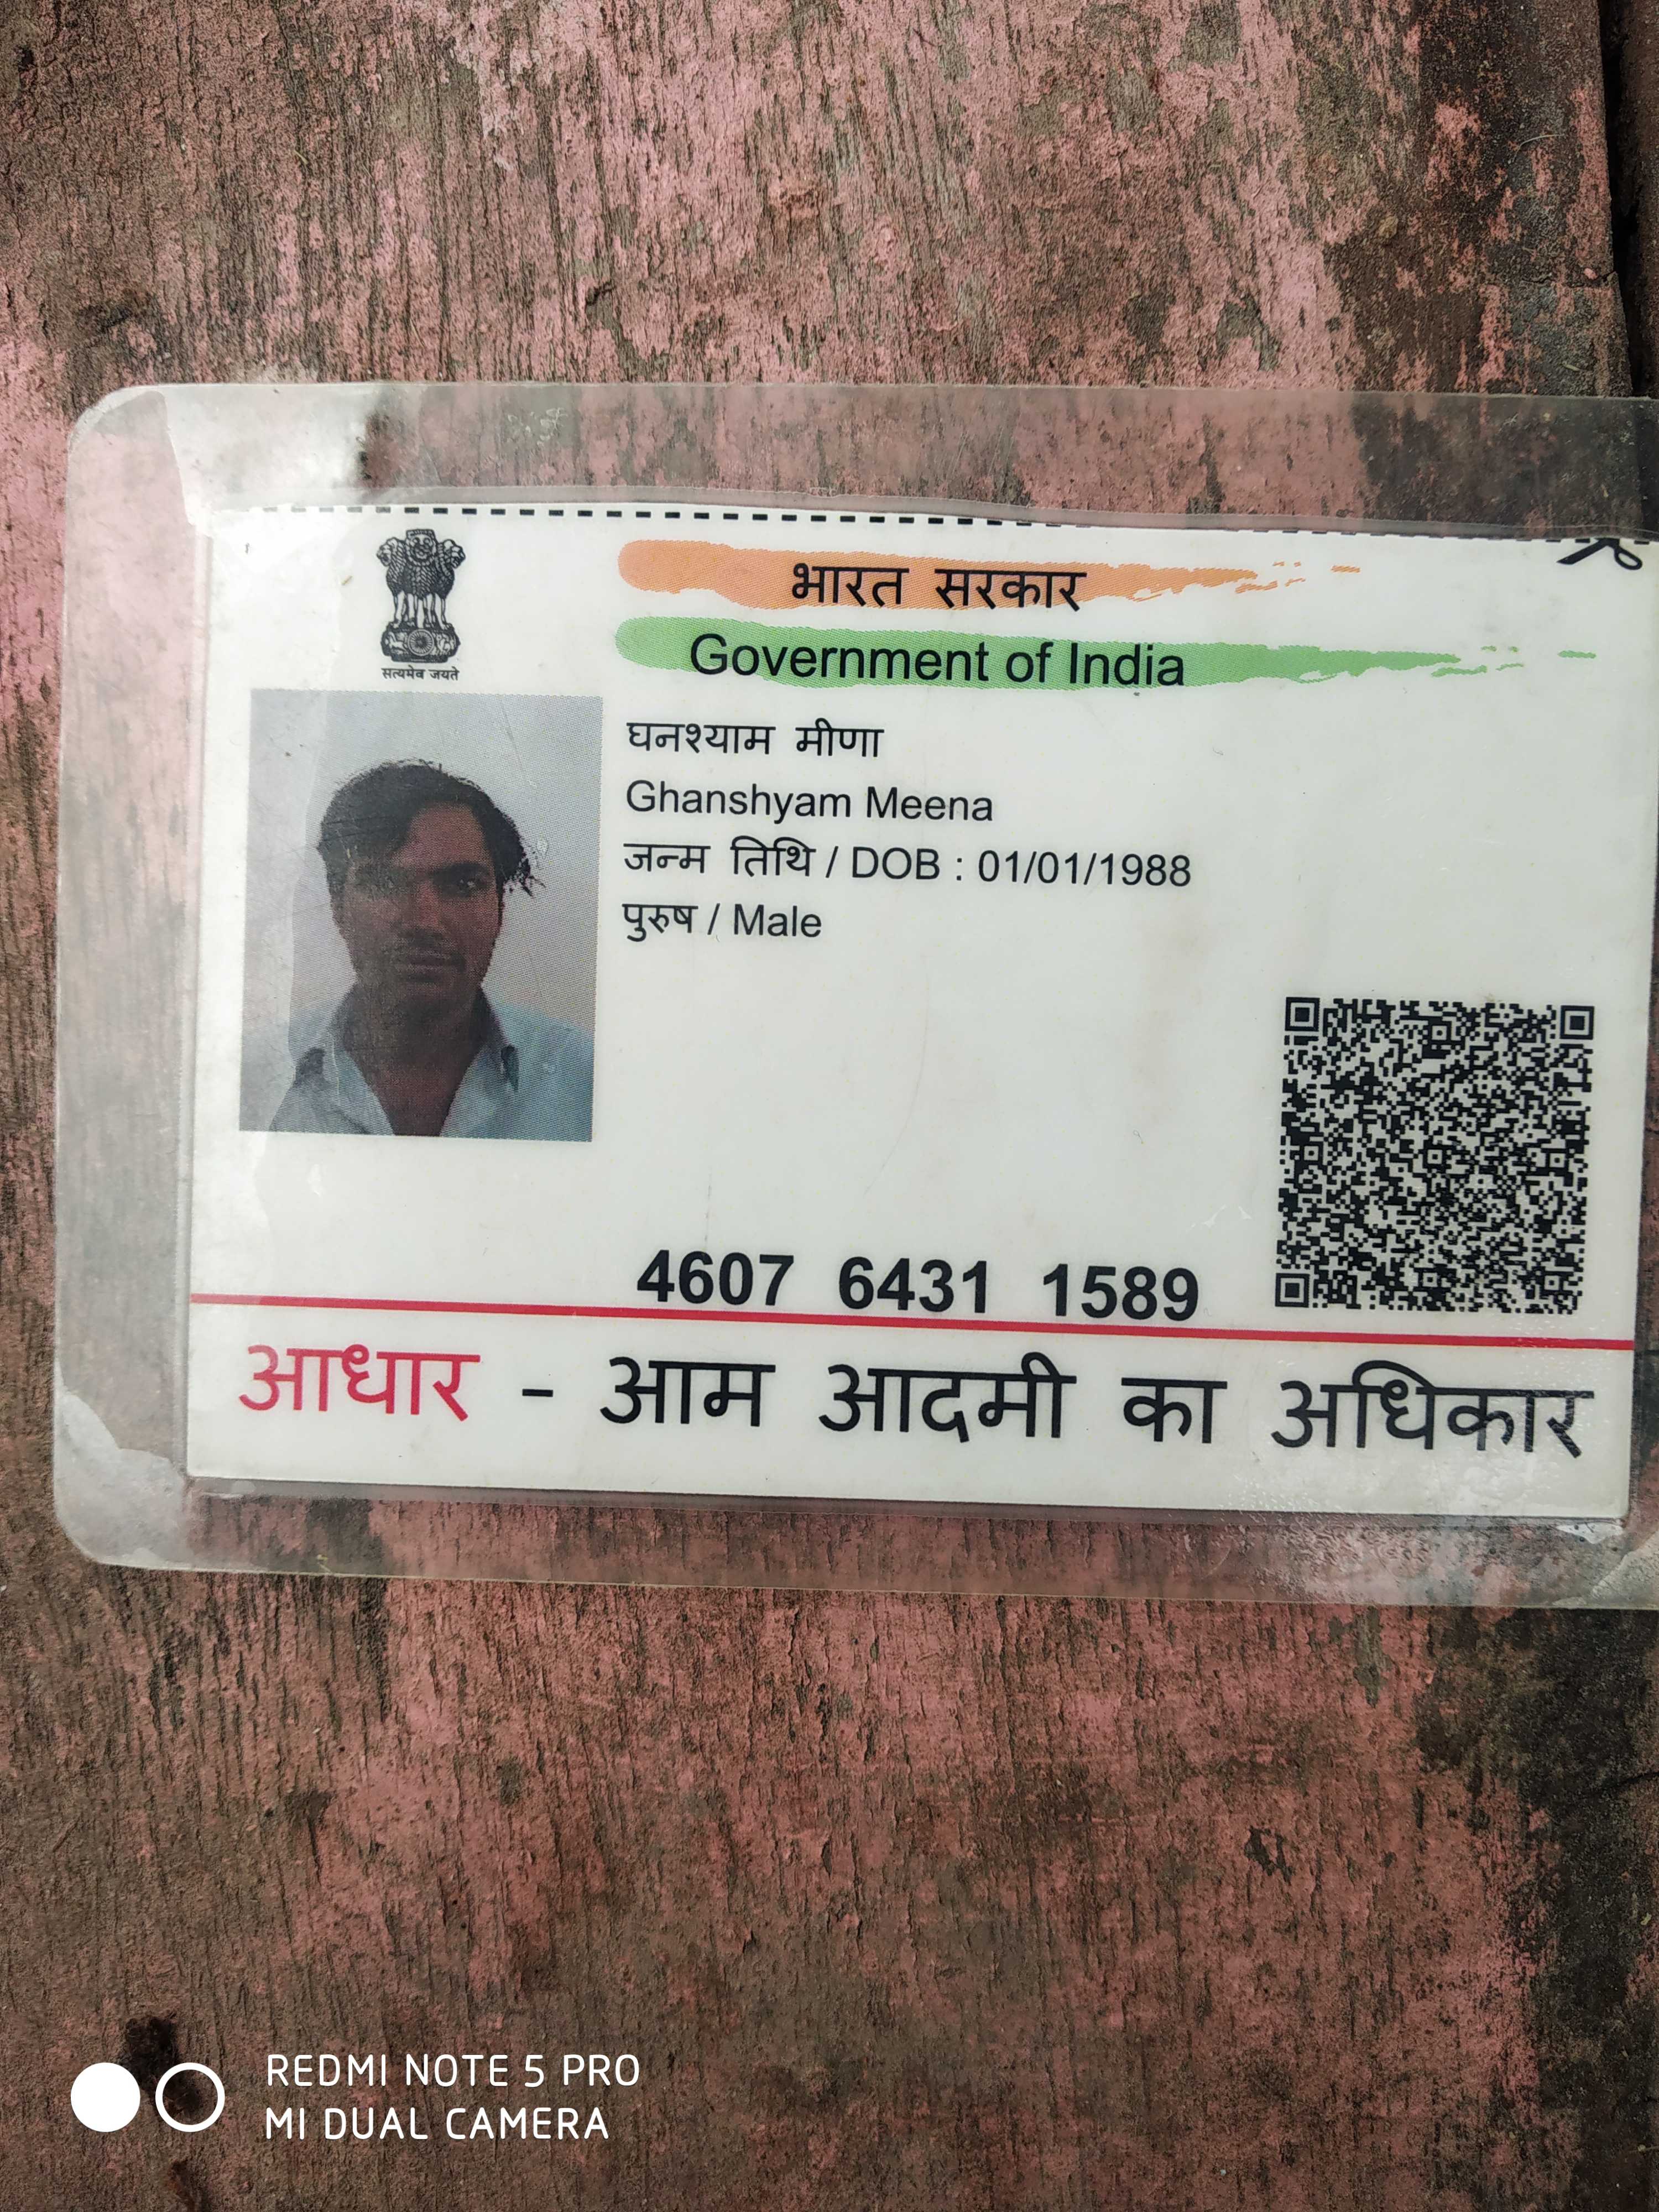 सत्यमेव जयते
भारत सरकार
Government of India
घनश्याम मीणा
Ghanshyam Meena
जन्म तिथि / DOB : 01/01/1988
पुरुष / Male
4607 6431 1589
आधार - आम आदमी का अधिकार
REDMI NOTE 5 PRO
MI DUAL CAMERA